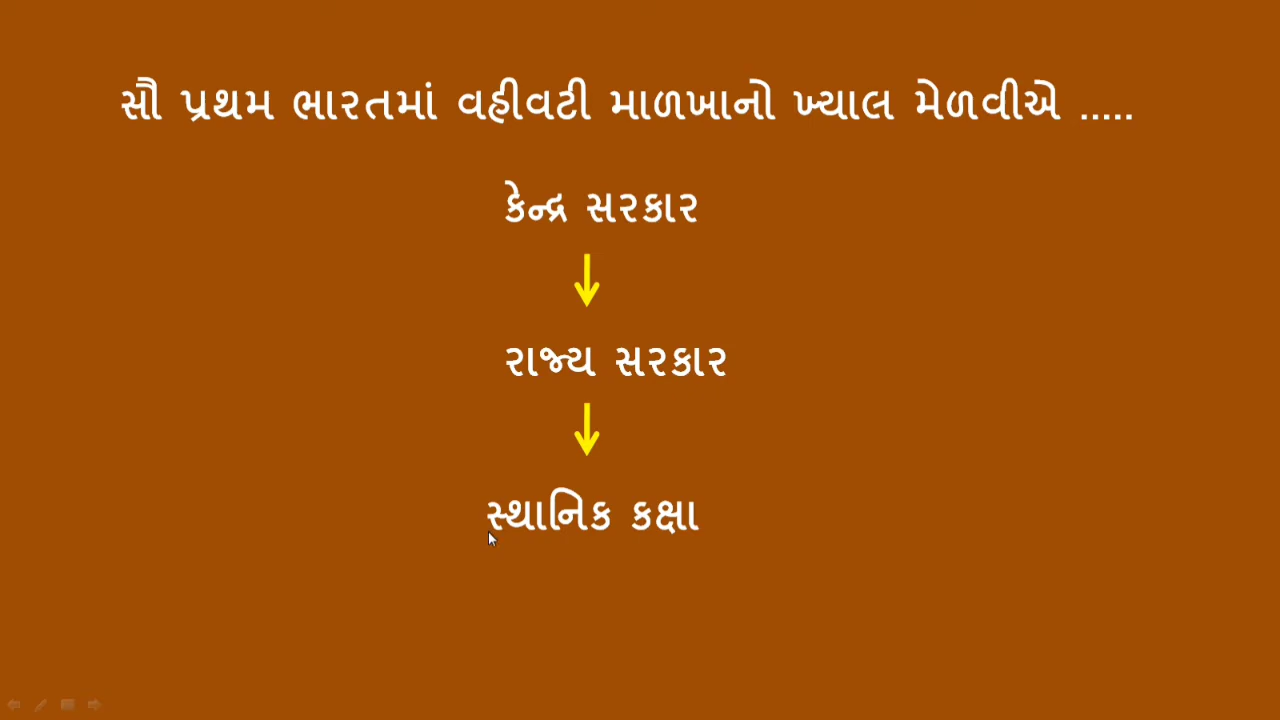 સૌ પ્રથમ ભારતમાં વહીવટી માળખાનો ખ્યાલ મેળવીએ .....
કેન્દ્ર સરકાર
રાજ્ય સરકાર
સ્થાનિક કક્ષા